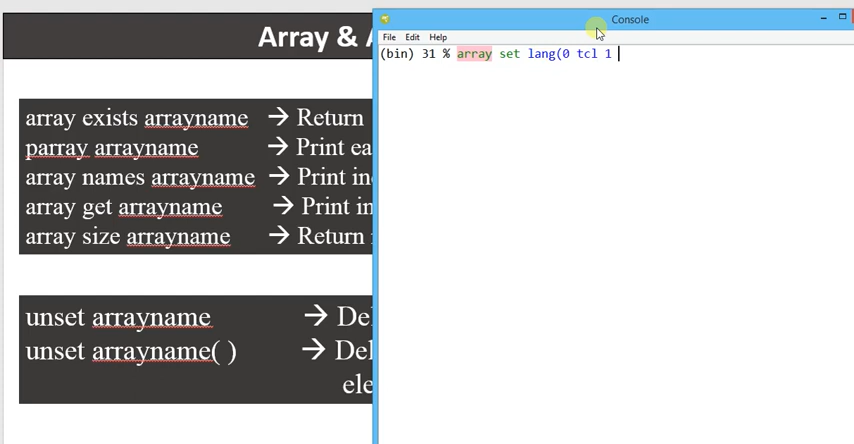 Array & A
Console
File Edit Help
(bin) 31 % array set lang(0 tcl 1
array exists arrayname → Return
parray arrayname → Print ea
array names arrayname → Print in
array get arrayname → Print in
array size arrayname → Return
unset arrayname → Del
unset arrayname( ) → Del
ele